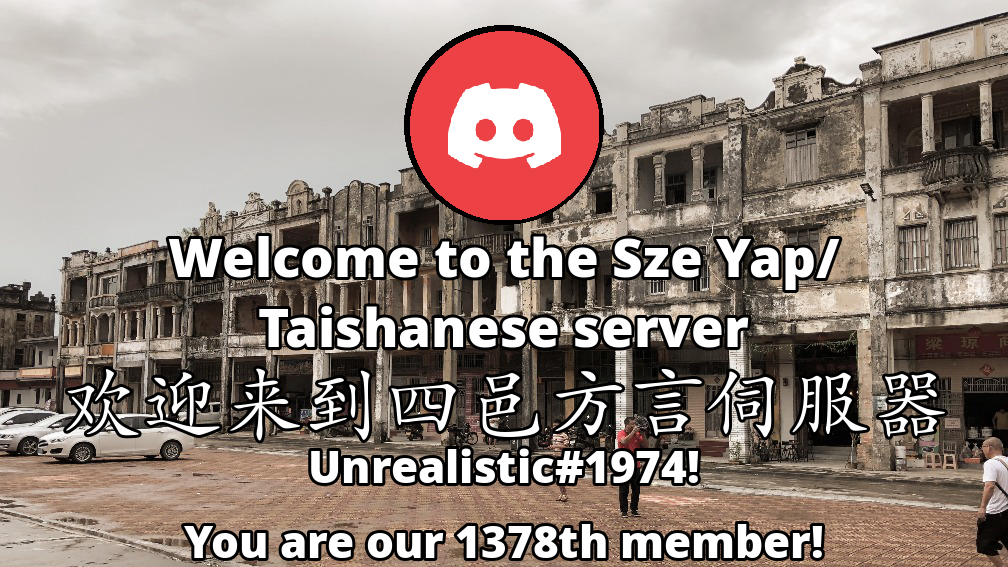 Welcome to the Sze Yap/
Taishanese server
欢迎来到四邑方言伺服器
Unrealistic#1974!
You are our 1378th member!